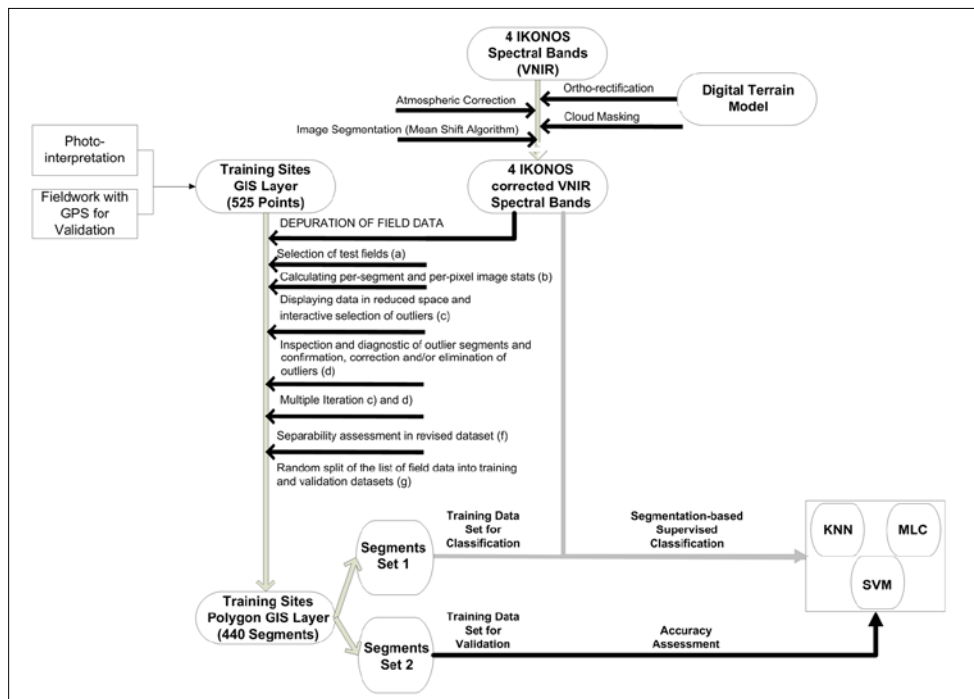 4 IKONOS
Spectral Bands
(VNIR)
Ortho-rectification
Digital Terrain
Model
Atmospheric Correction
Cloud Masking
Image Segmentation (Mean Shift Algorithm)
Photo-
interpretation
Fieldwork with
GPS for
Validation
Training Sites
GIS Layer
(525 Points)
4 IKONOS
corrected VNIR
Spectral Bands
DEPURATION OF FIELD DATA
Selection of test fields (a)
Calculating per-segment and per-pixel image stats (b)
Displaying data in reduced space and
interactive selection of outliers (c)
Inspection and diagnostic of outlier segments and
confirmation, correction and/or elimination of
outliers (d)
Multiple Iteration c) and d)
Separability assessment in revised dataset (f)
Random split of the list of field data into training
and validation datasets (g)
Training Sites
Polygon GIS Layer
(440 Segments)
Segments
Set 1
Training Data
Set for
Classification
Segmentation-based
Supervised
Classification
KNN
MLC
SVM
Segments
Set 2
Training Data
Set for
Validation
Accuracy
Assessment